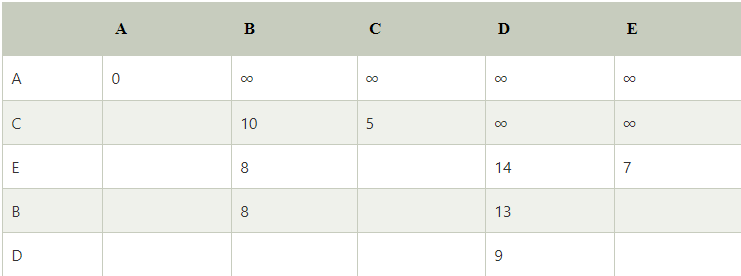 A B C D E
A 0 ∞ ∞ ∞ ∞
C 10 5 ∞ ∞
E 8 14 7
B 8 13
D 9